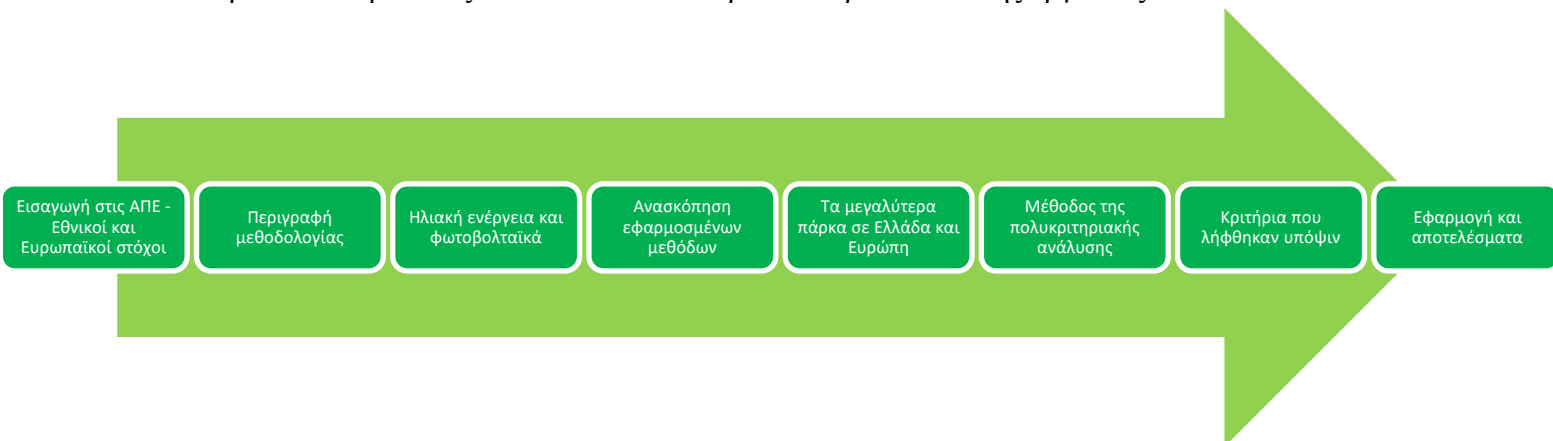 Εισαγωγή στις ΑΠΕ -
Εθνικοί και
Ευρωπαϊκοί στόχοι
Περιγραφή
μεθοδολογίας
Ηλιακή ενέργεια και
φωτοβολταϊκά
Ανασκόπηση
εφαρμοσμένων
μεθόδων
Τα μεγαλύτερα
πάρκα σε Ελλάδα και
Ευρώπη
Μέθοδος της
πολυκριτηριακής
ανάλυσης
Κριτήρια που
λήφθηκαν υπόψιν
Εφαρμογή και
αποτελέσματα